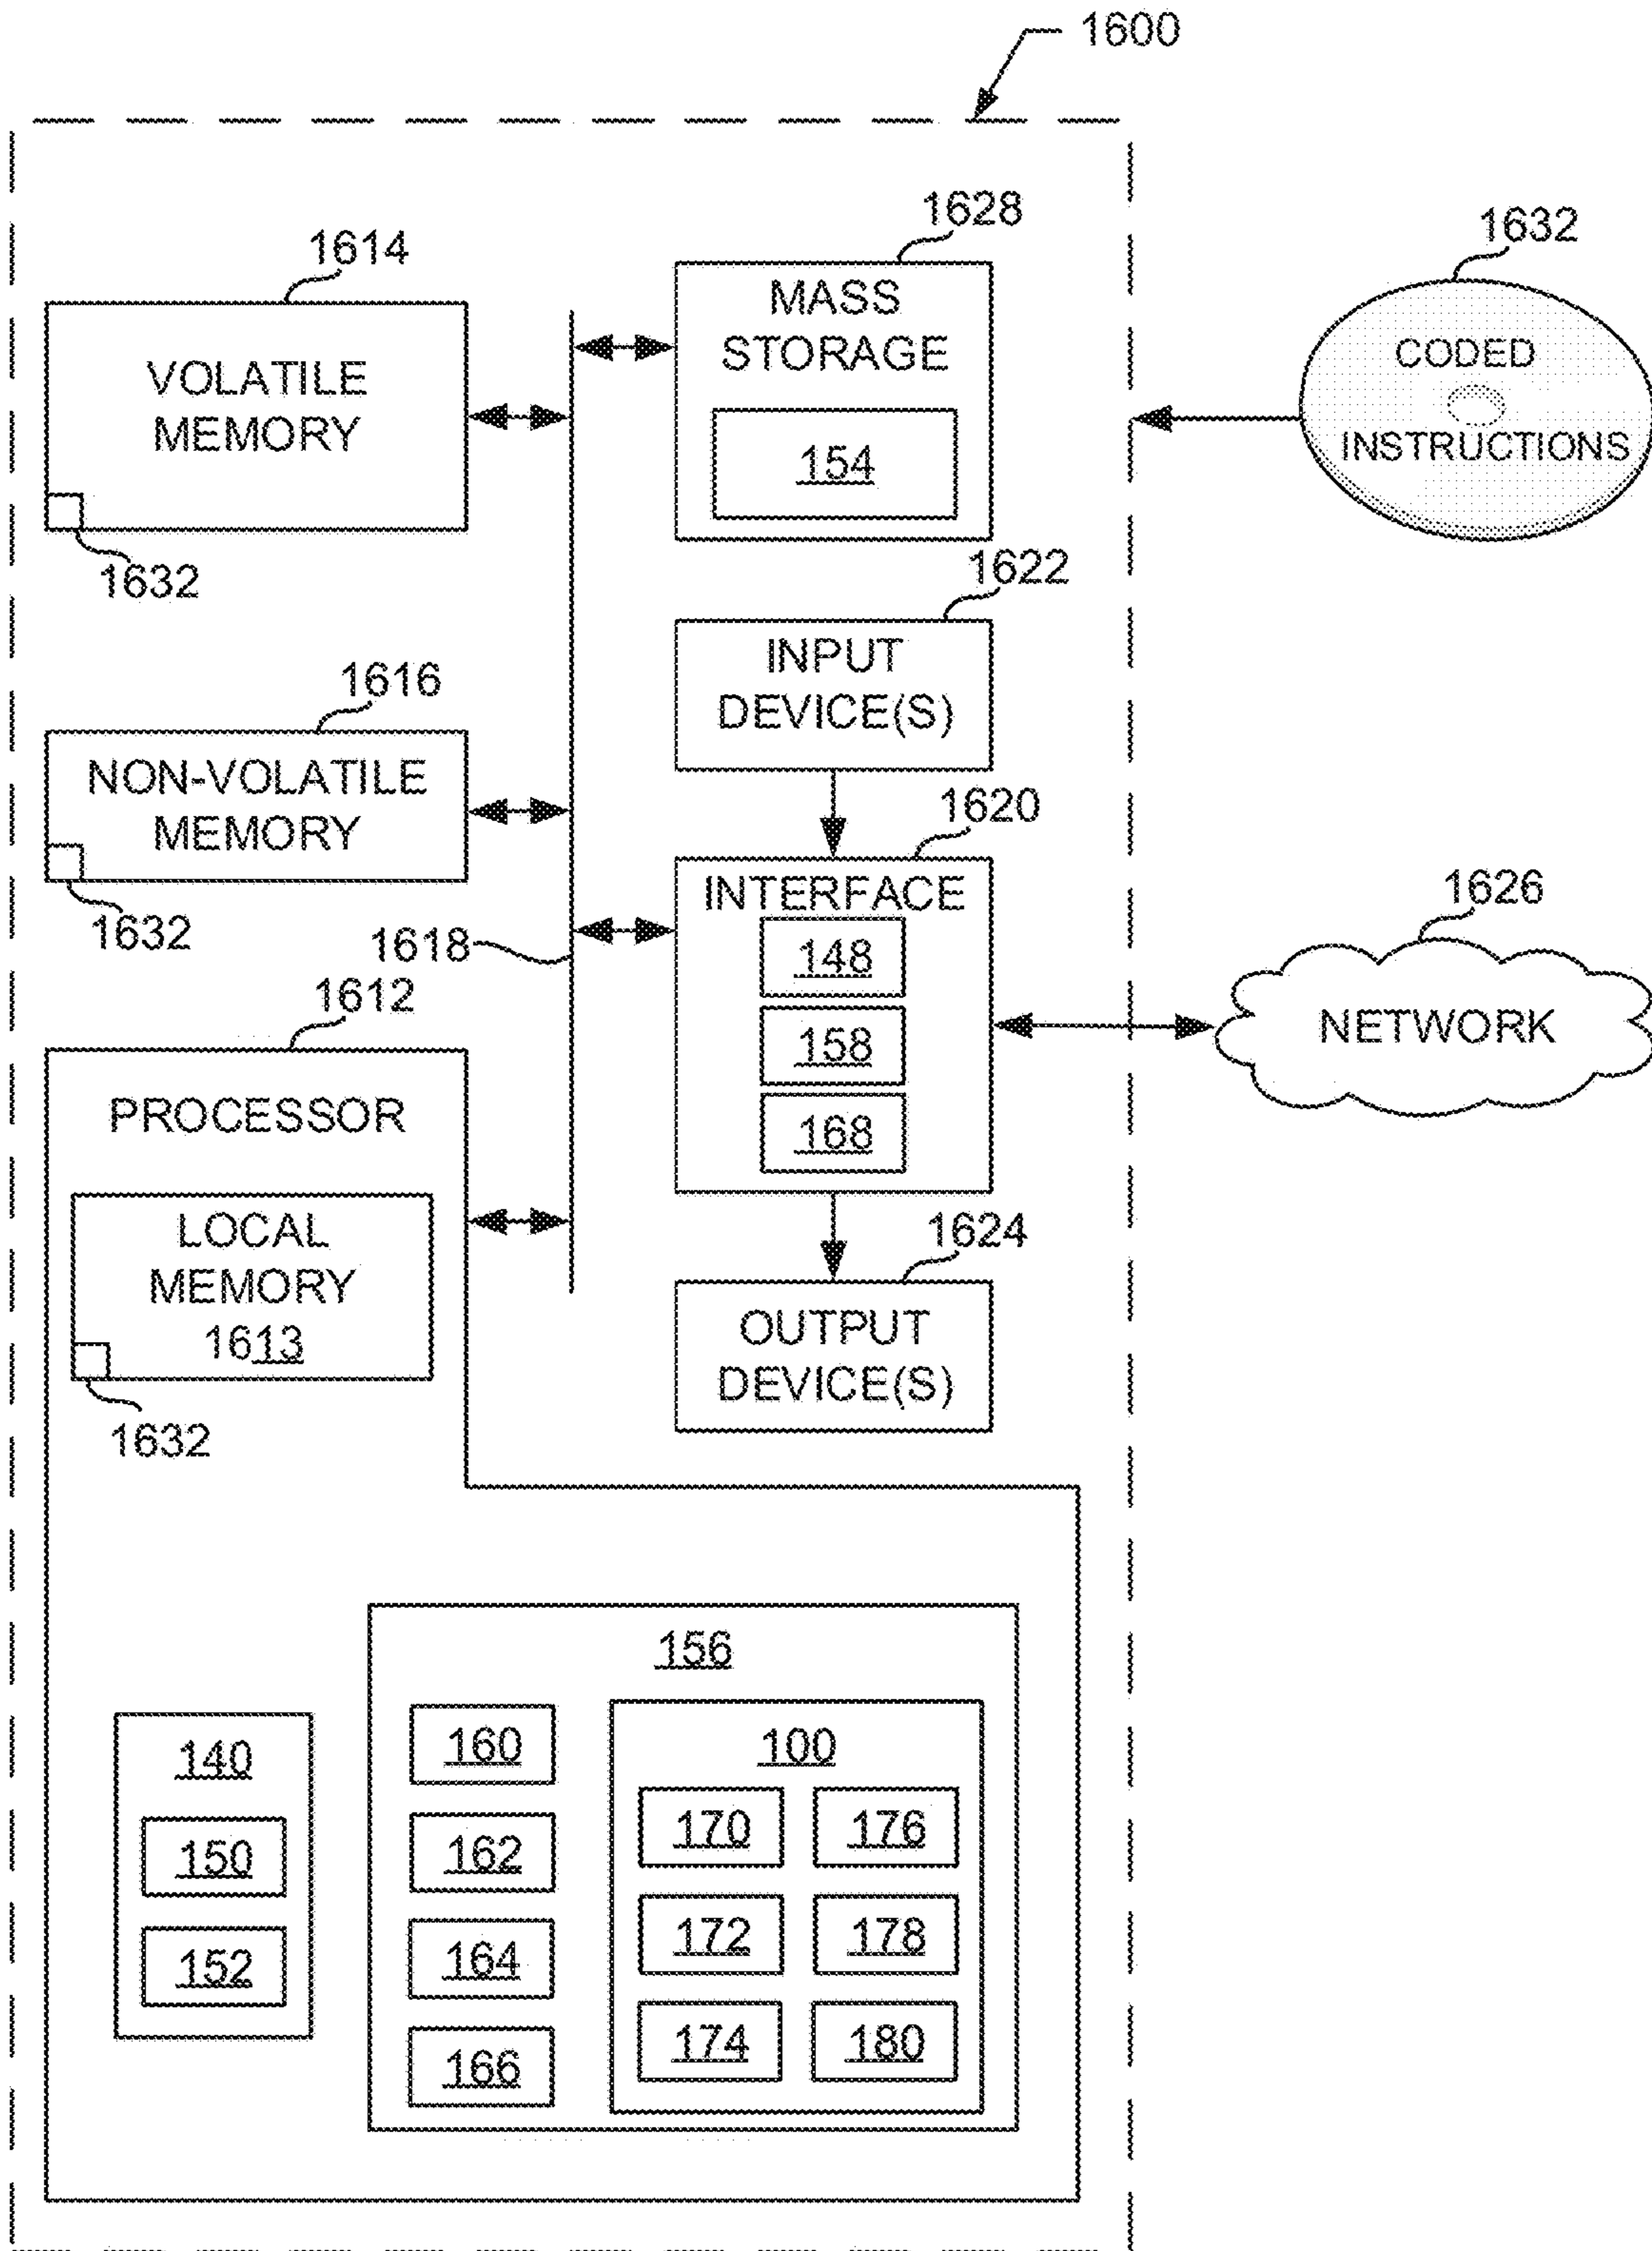 1600
1628
1632
1614
MASS
STORAGE
154
VOLATILE
MEMORY
CODED
INSTRUCTIONS
1632
1622
INPUT
DEVICE(S)
1616
NON-VOLATILE
MEMORY
1632
1620
INTERFACE
148
158
168
1618
1626
NETWORK
1612
PROCESSOR
LOCAL
MEMORY
1613
1632
1624
OUTPUT
DEVICE(S)
156
140
150
152
160
162
164
166
100
170
176
172
178
174
180